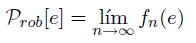 𝒫rob[e] = lím n→∞ fn(e)